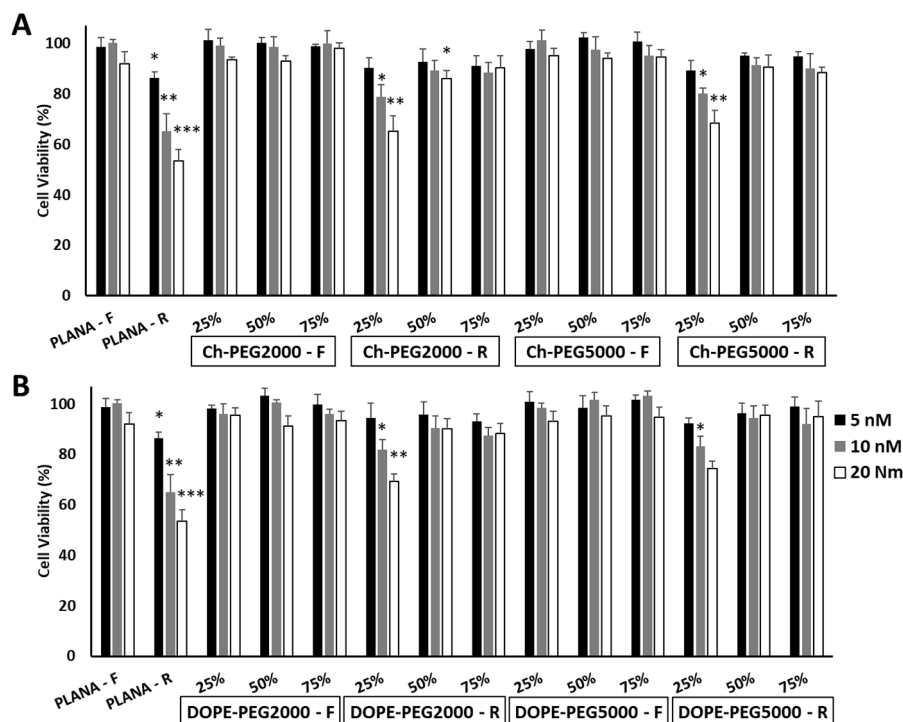 A
Cell Viability (%)
100
80
60
40
20
0
*
**
***
*
**
*
*
**
PLANA - F
PLANA - R
25%
50%
75%
25%
50%
75%
25%
50%
75%
25%
50%
75%
Ch-PEG2000 - F
Ch-PEG2000 - R
Ch-PEG5000 - F
Ch-PEG5000 - R
B
Cell Viability (%)
100
80
60
40
20
0
*
**
***
*
**
*
5 nM
10 nM
20 Nm
PLANA - F
PLANA - R
25%
50%
75%
25%
50%
75%
25%
50%
75%
25%
50%
75%
DOPE-PEG2000 - F
DOPE-PEG2000 - R
DOPE-PEG5000 - F
DOPE-PEG5000 - R